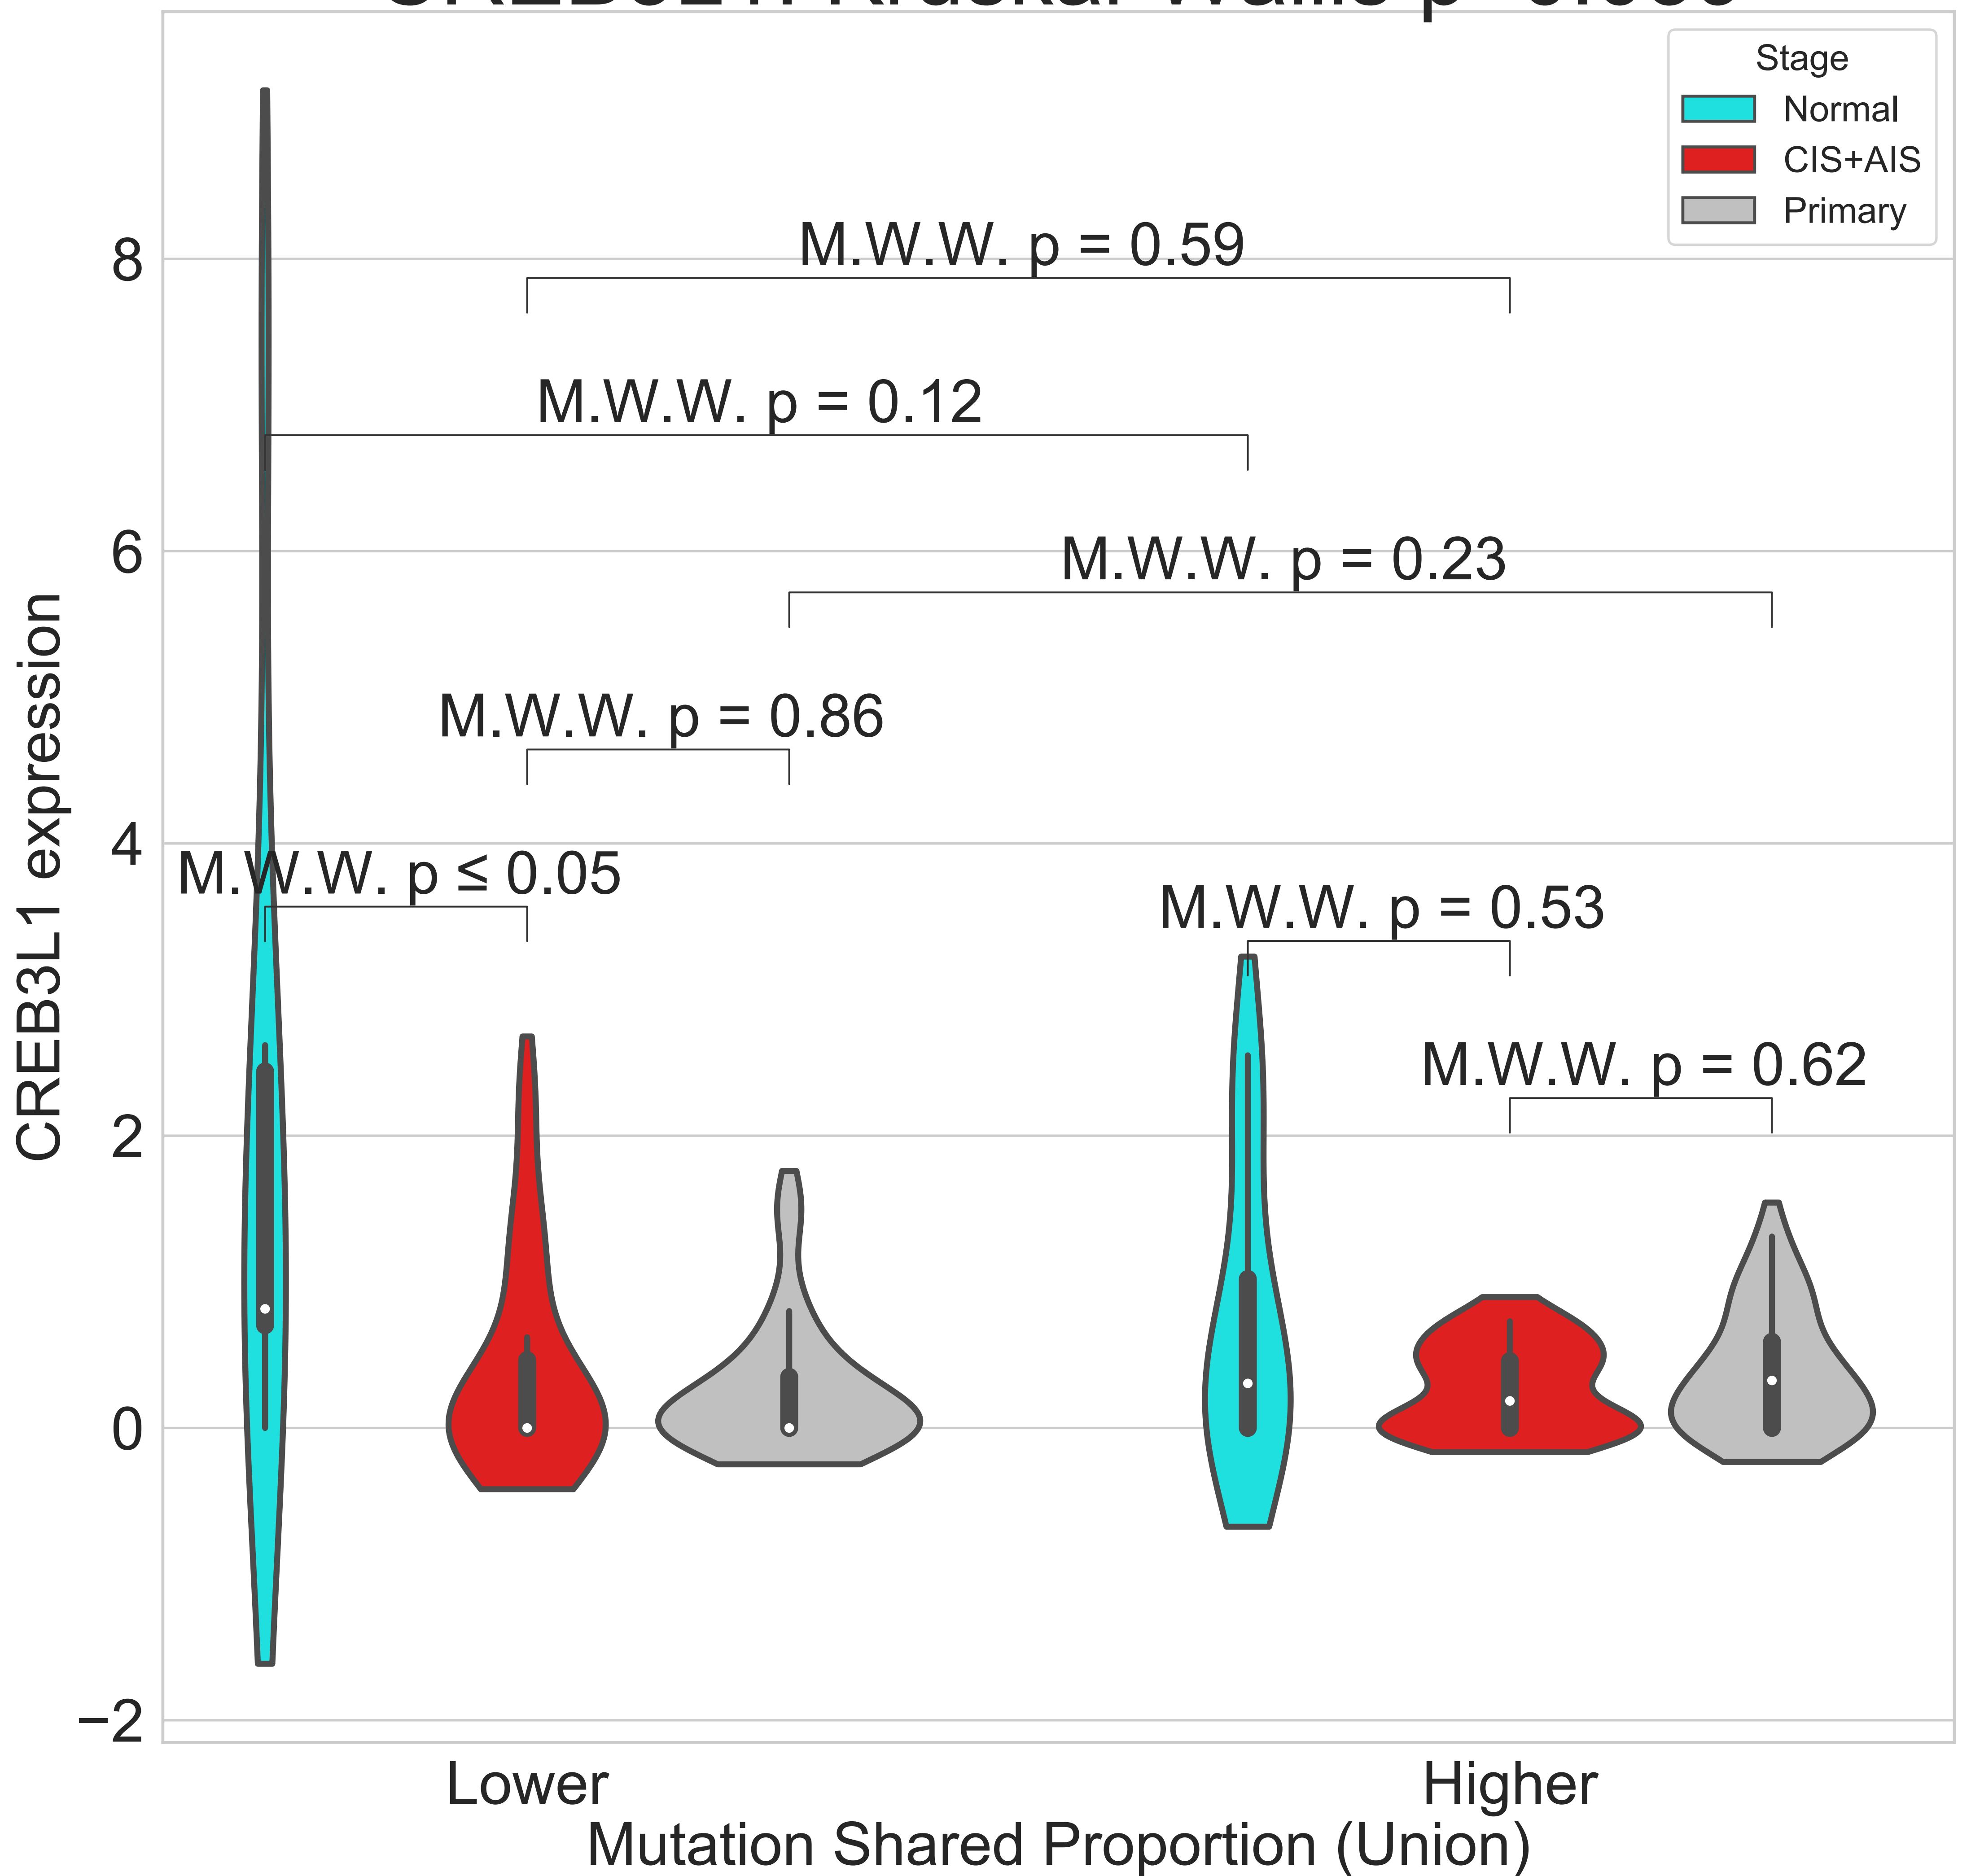 Stage
Normal
CIS+AIS
Primary
M.W.W. p = 0.59
M.W.W. p = 0.12
M.W.W. p = 0.23
M.W.W. p = 0.86
M.W.W. p ≤ 0.05
M.W.W. p = 0.53
M.W.W. p = 0.62
CREB3L1 expression
8
6
4
2
0
−2
Lower
Higher
Mutation Shared Proportion (Union)